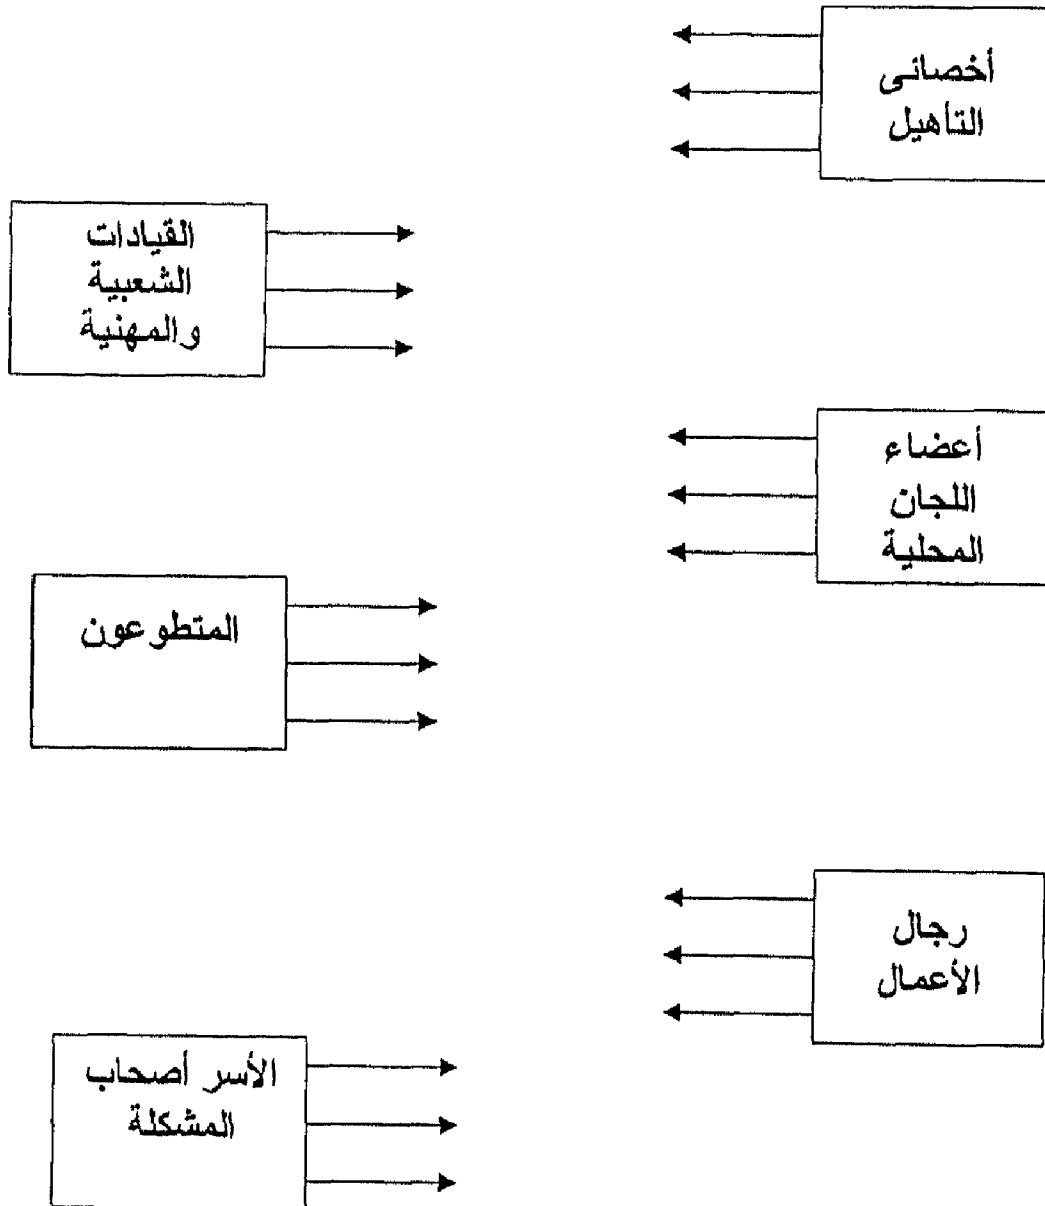 أخصائى
التأهيل
القيادات
الشعبية
والمهنية
أعضاء
اللجان
المحلية
المتطوعون
رجال
الأعمال
الأسر أصحاب
المشكلة